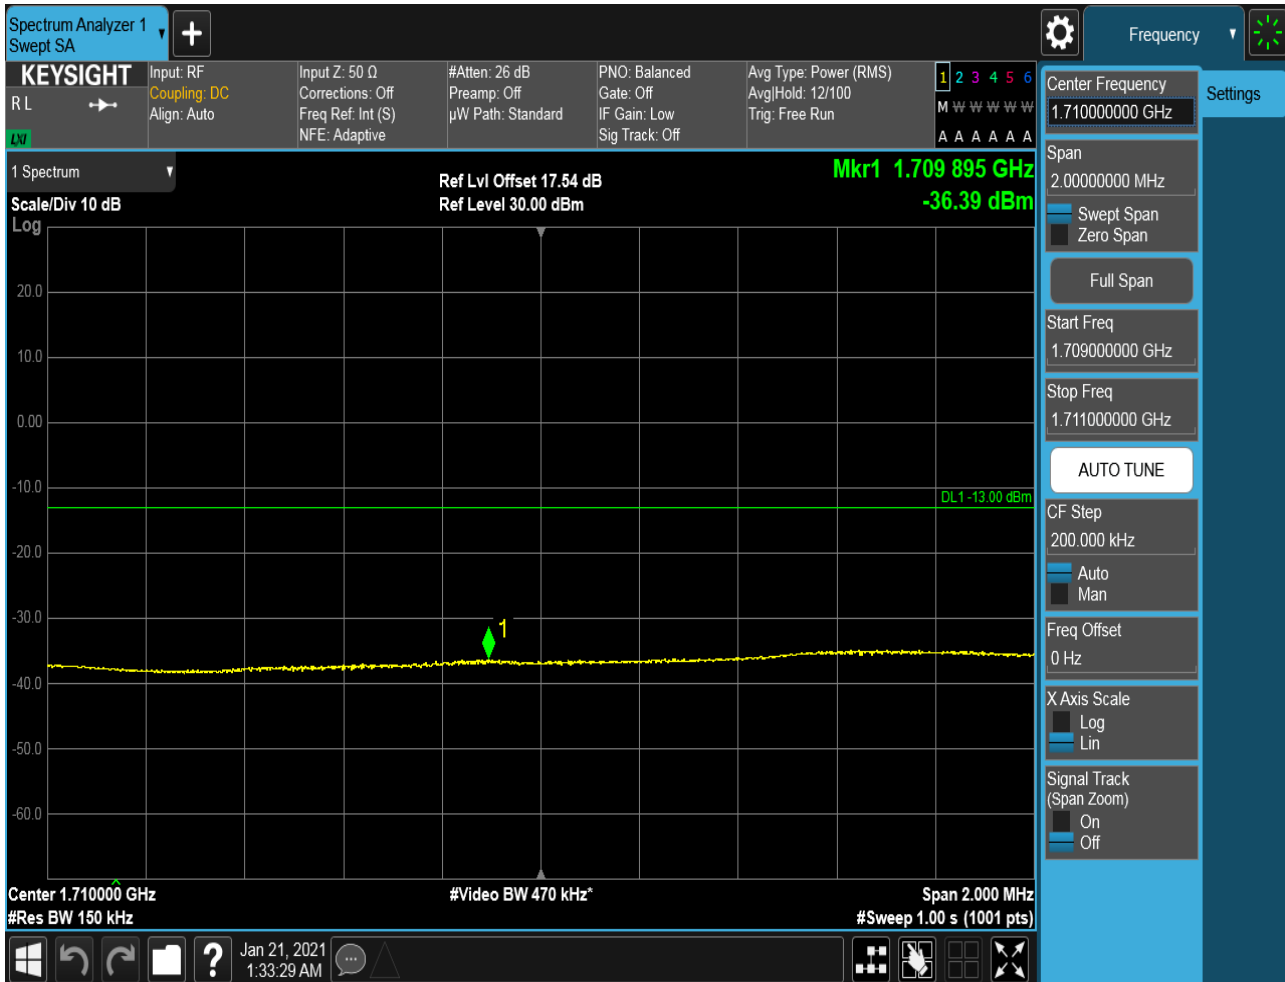 Spectrum Analyzer 1
Swept SA
Frequency
KEYSIGHT
R L
LXI
Input: RF
Coupling: DC
Align: Auto
Input Z: 50 Ω
Corrections: Off
Freq Ref: Int (S)
NFE: Adaptive
#Atten: 26 dB
Preamp: Off
µW Path: Standard
PNO: Balanced
Gate: Off
IF Gain: Low
Sig Track: Off
Avg Type: Power (RMS)
Avg|Hold: 12/100
Trig: Free Run
1 2 3 4 5 6
M W W W W W
A A A A A A
1 Spectrum
Scale/Div 10 dB
Log
Ref Lvl Offset 17.54 dB
Ref Level 30.00 dBm
Mkr1 1.709 895 GHz
-36.39 dBm
20.0
10.0
0.00
-10.0
DL1 -13.00 dBm
-20.0
-30.0
1
-40.0
-50.0
-60.0
Center 1.710000 GHz
#Video BW 470 kHz*
Span 2.000 MHz
#Res BW 150 kHz
#Sweep 1.00 s (1001 pts)
?
Jan 21, 2021
1:33:29 AM
Center Frequency
1.710000000 GHz
Settings
Span
2.00000000 MHz
Swept Span
Zero Span
Full Span
Start Freq
1.709000000 GHz
Stop Freq
1.711000000 GHz
AUTO TUNE
CF Step
200.000 kHz
Auto
Man
Freq Offset
0 Hz
X Axis Scale
Log
Lin
Signal Track
(Span Zoom)
On
Off